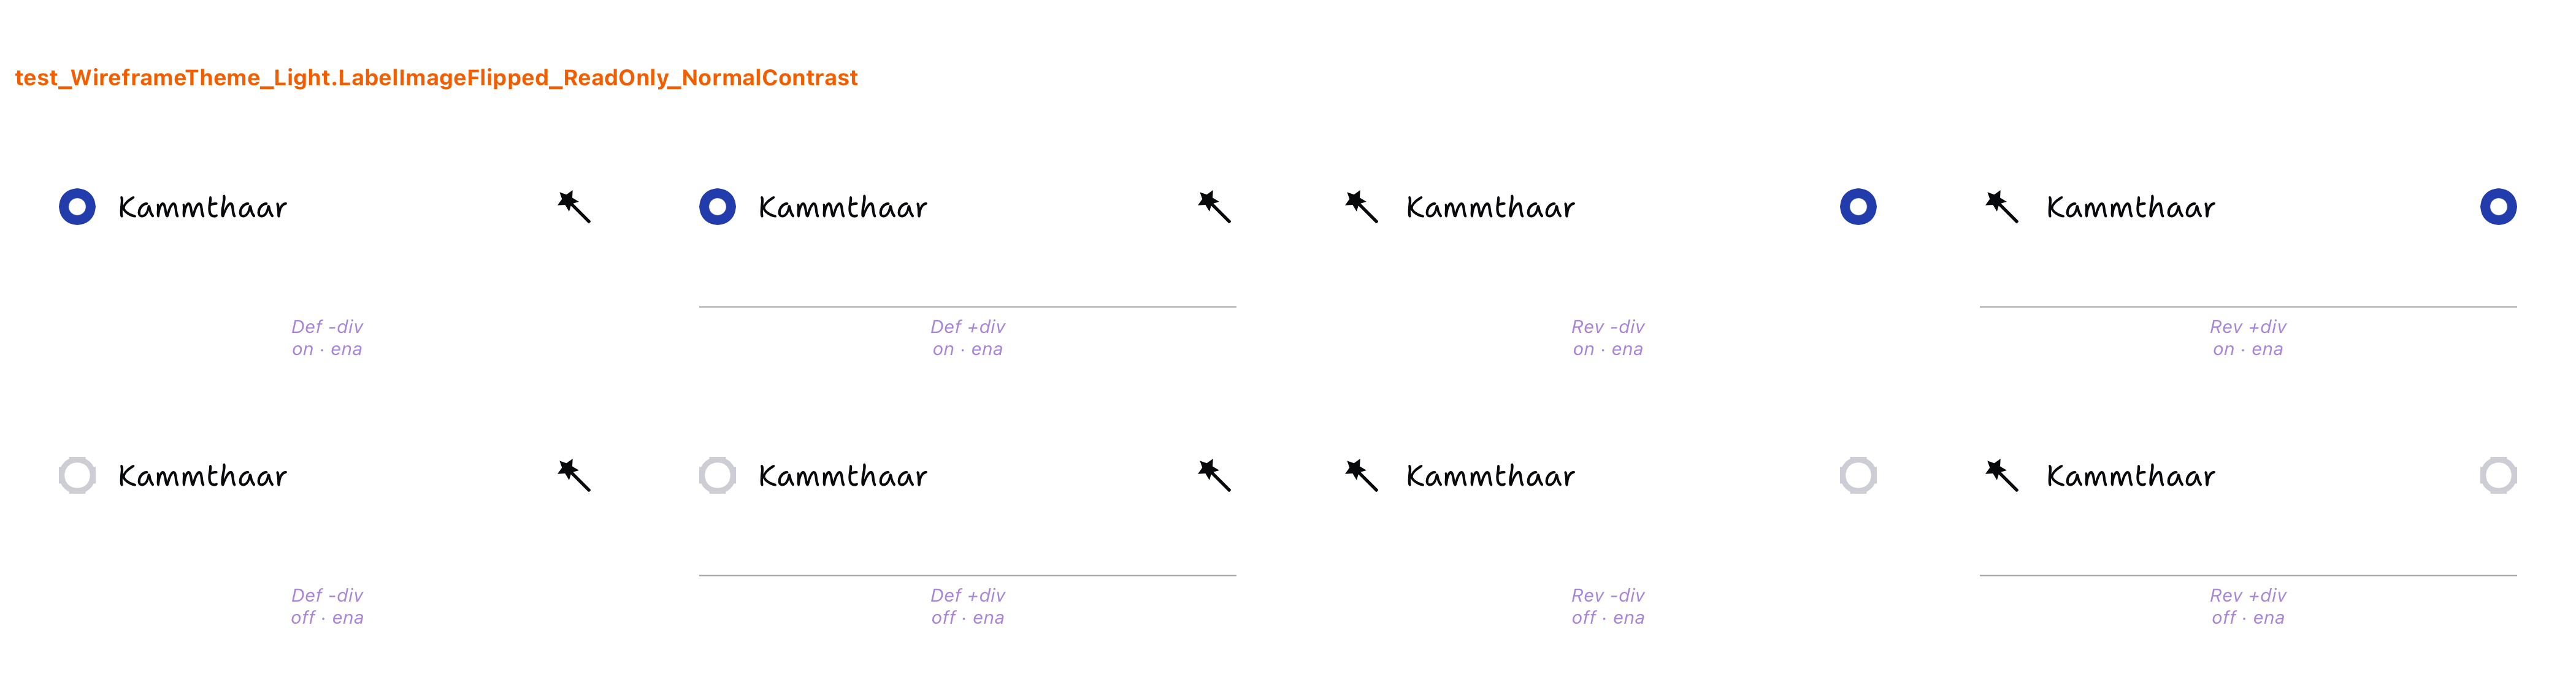 test_WireframeTheme_Light.LabelImageFlipped_ReadOnly_NormalContrast
Kammthaar
Kammthaar
Kammthaar
Kammthaar
Def -div
on · ena
Def +div
on · ena
Rev -div
on · ena
Rev +div
on · ena
Kammthaar
Kammthaar
Kammthaar
Kammthaar
Def -div
off · ena
Def +div
off · ena
Rev -div
off · ena
Rev +div
off · ena